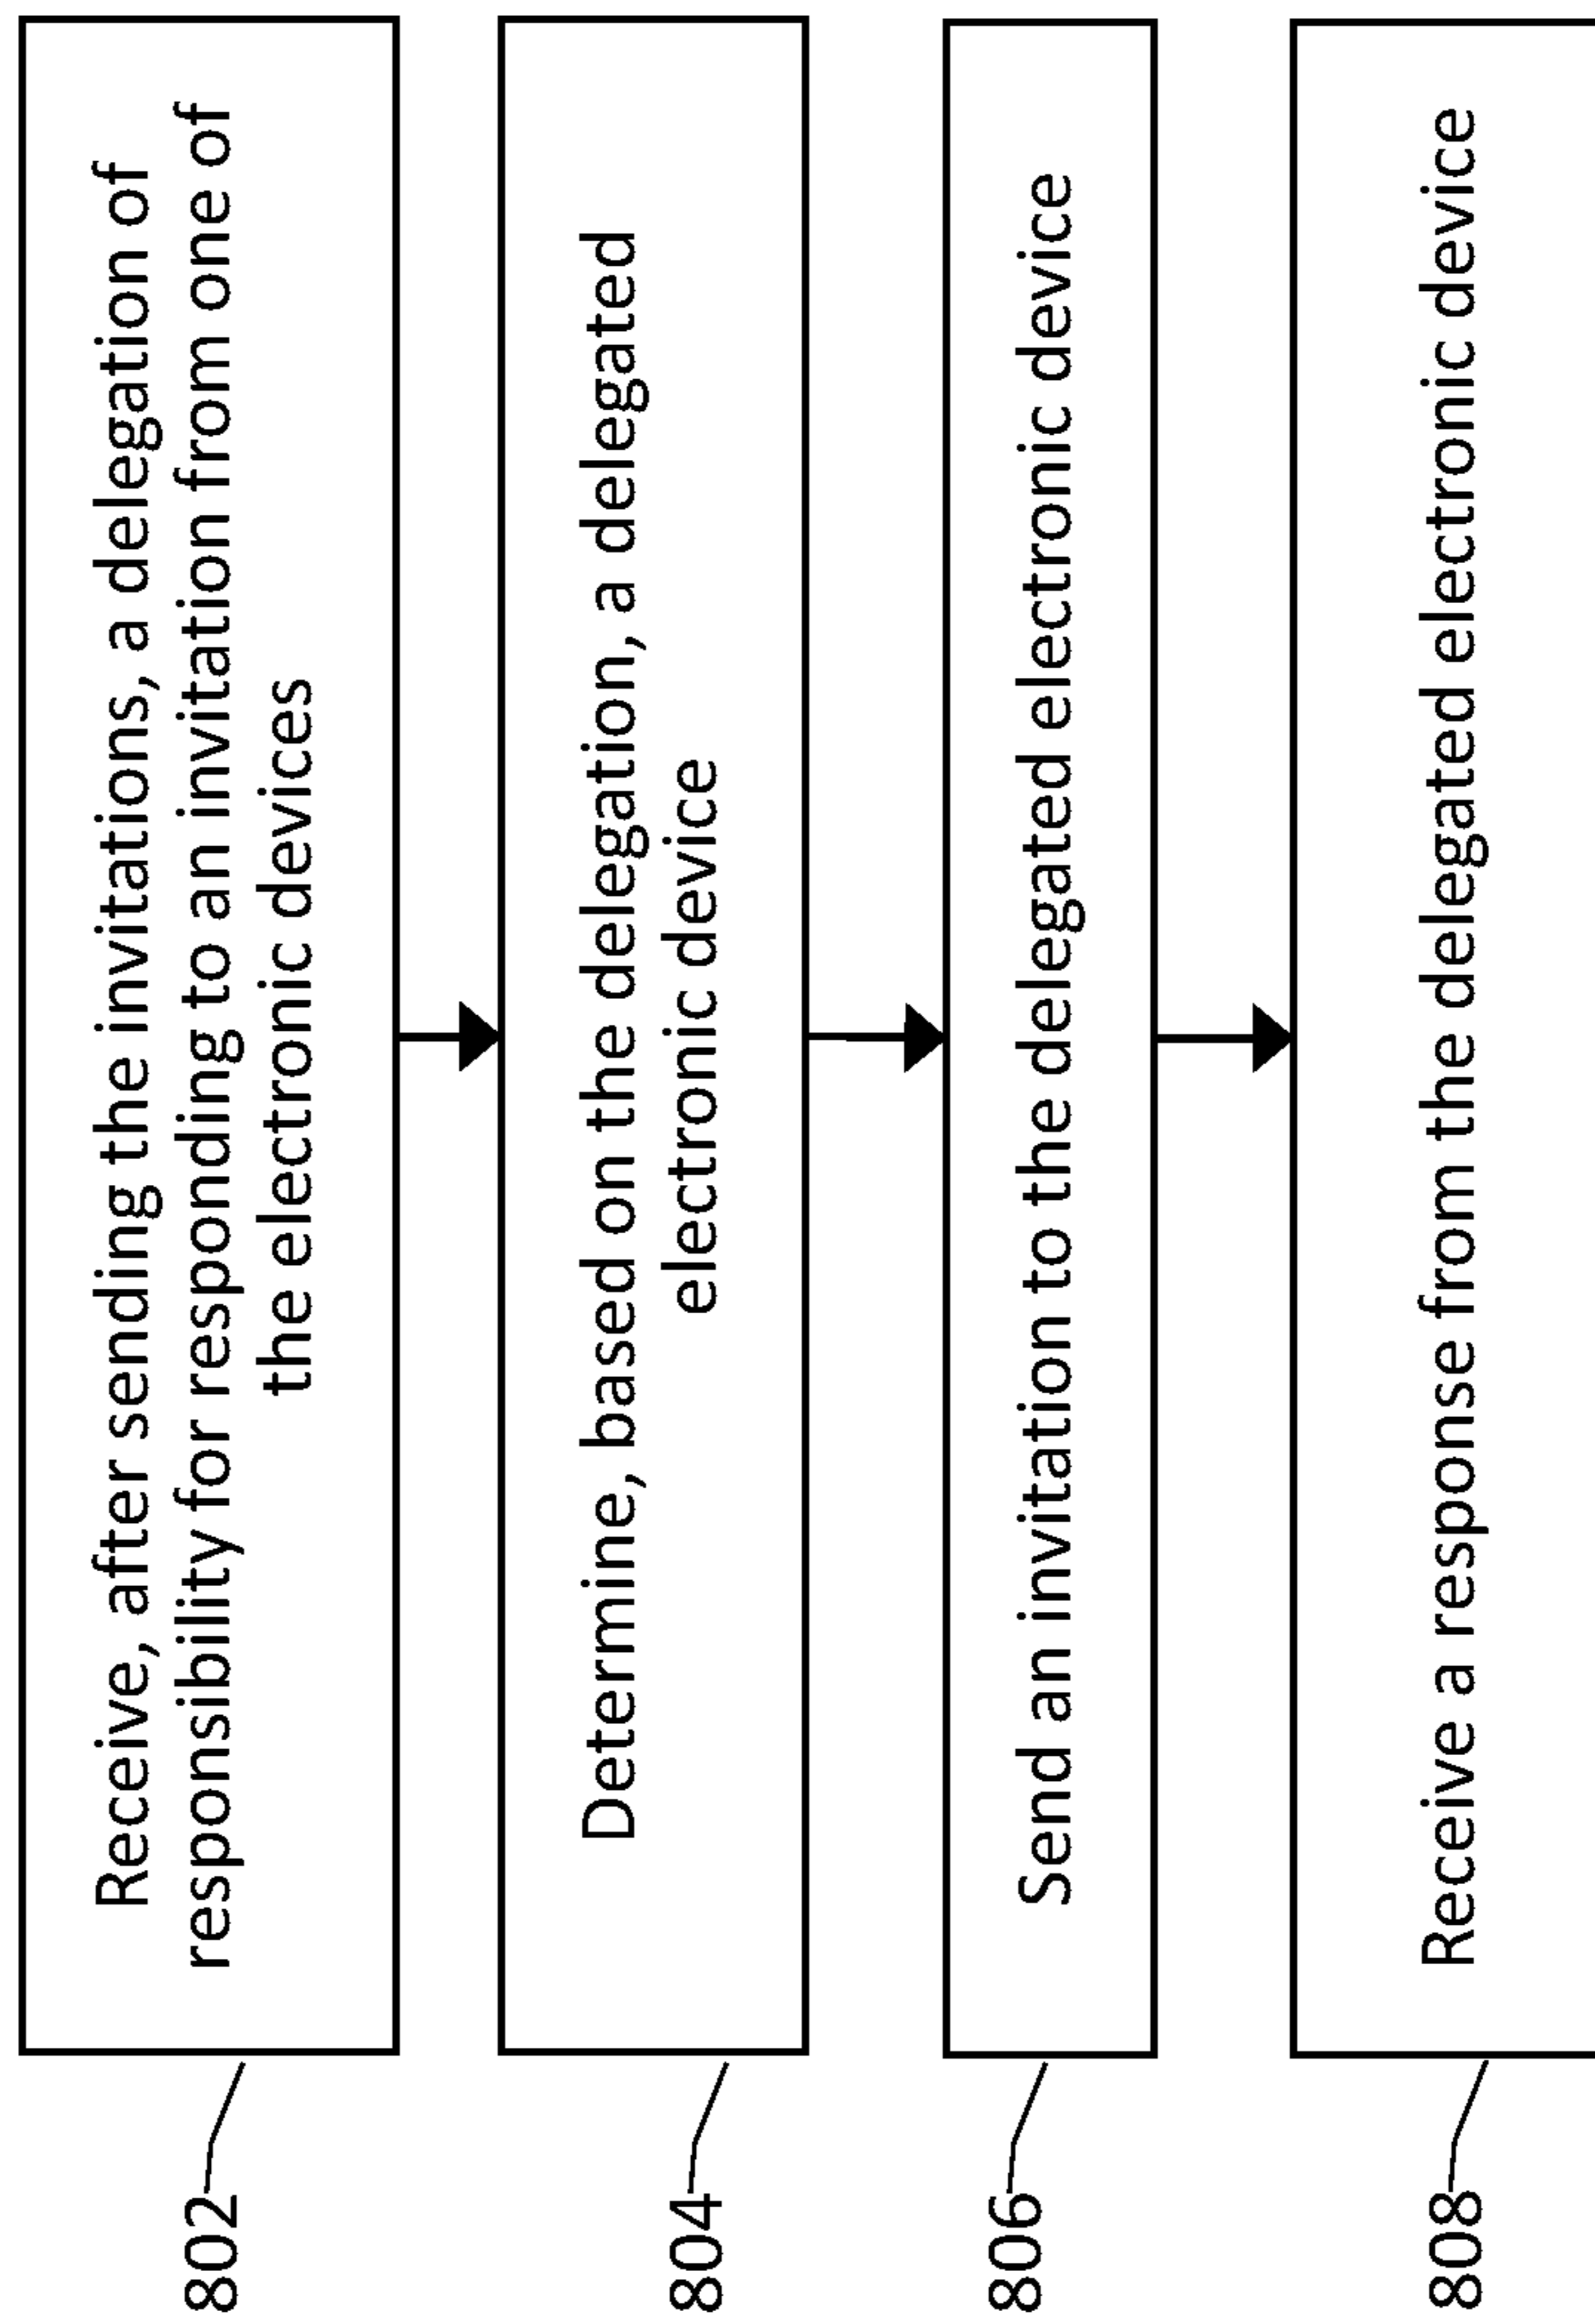 802
Receive, after sending the invitations, a delegation of
responsibility for responding to an invitation from one of
the electronic devices
804
Determine, based on the delegation, a delegated
electronic device
806
Send an invitation to the delegated electronic device
808
Receive a response from the delegated electronic device